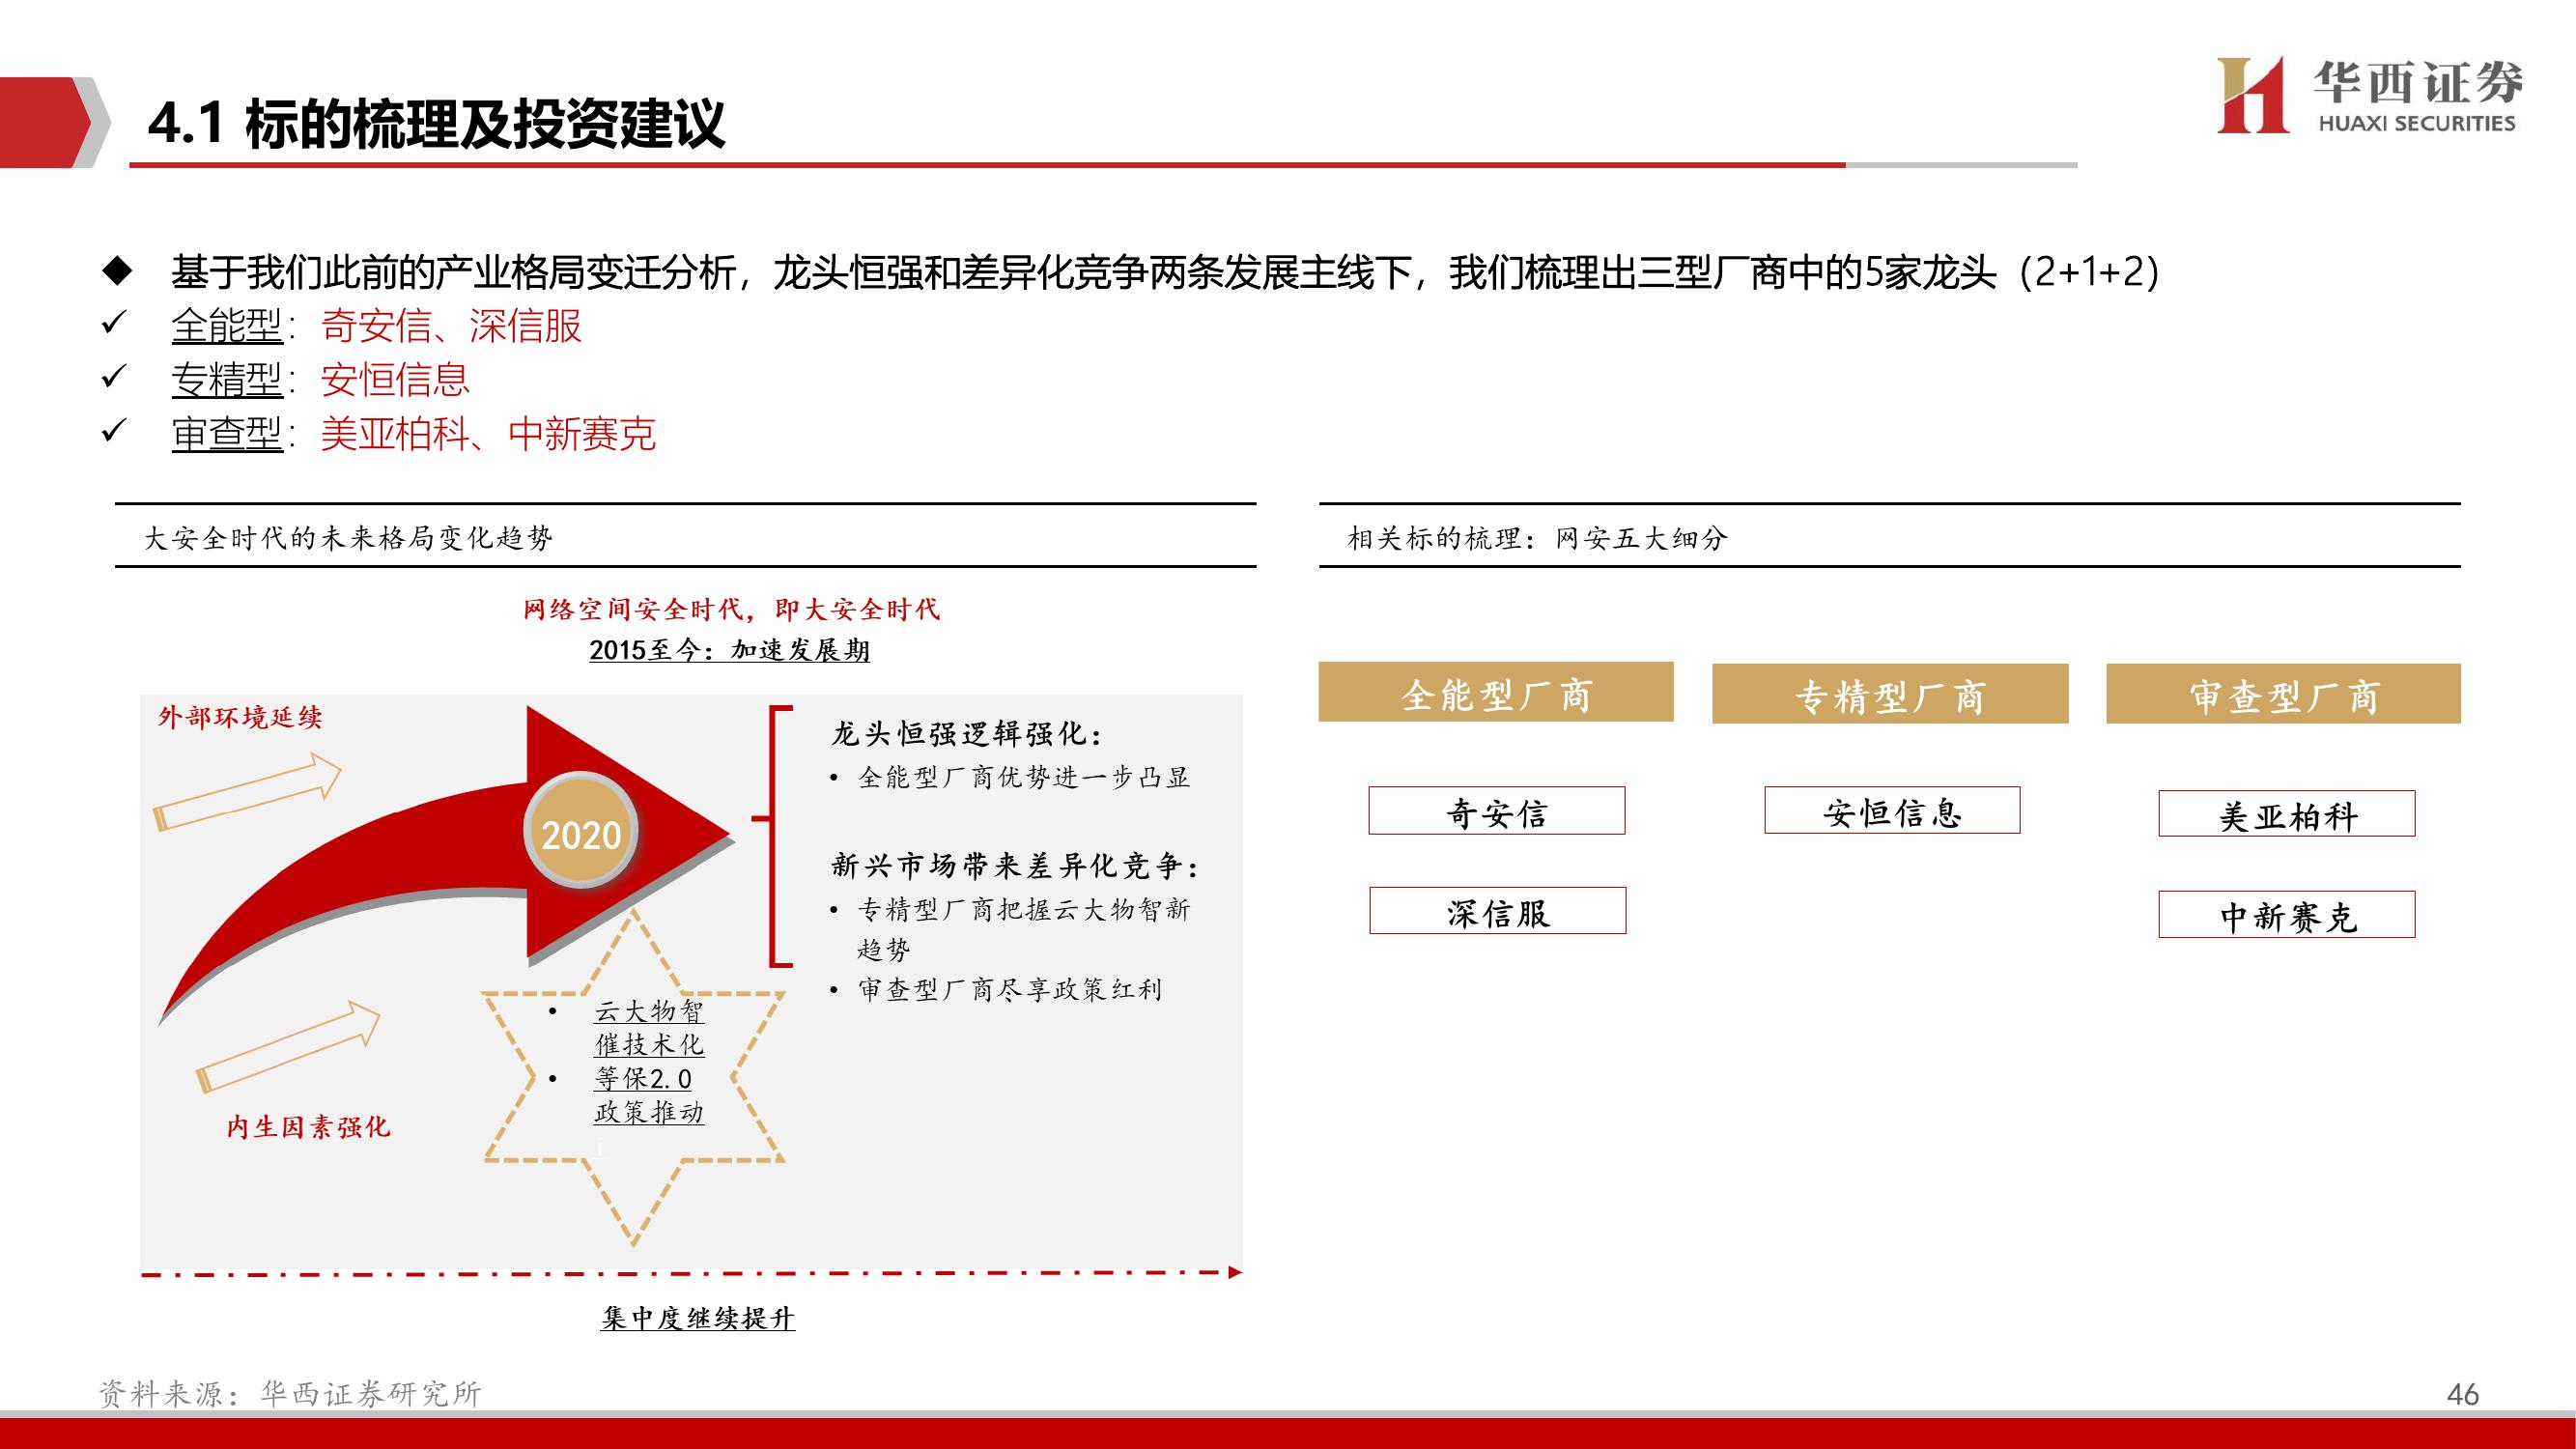 4.1 标的梳理及投资建议
华西证券
HUAXI SECURITIES
◆ 基于我们此前的产业格局变迁分析，龙头恒强和差异化竞争两条发展主线下，我们梳理出三型厂商中的5家龙头（2+1+2）
✓ 全能型：奇安信、深信服
✓ 专精型：安恒信息
✓ 审查型：美亚柏科、中新赛克
大安全时代的未来格局变化趋势
网络空间安全时代，即大安全时代
2015至今：加速发展期
外部环境延续
2020
内生因素强化
• 云大物智
催技术化
• 等保2.0
政策推动
i
龙头恒强逻辑强化：
• 全能型厂商优势进一步凸显
新兴市场带来差异化竞争：
• 专精型厂商把握云大物智新
趋势
• 审查型厂商尽享政策红利
集中度继续提升
相关标的梳理：网安五大细分
全能型厂商
专精型厂商
审查型厂商
奇安信
安恒信息
美亚柏科
深信服
中新赛克
资料来源：华西证券研究所
46